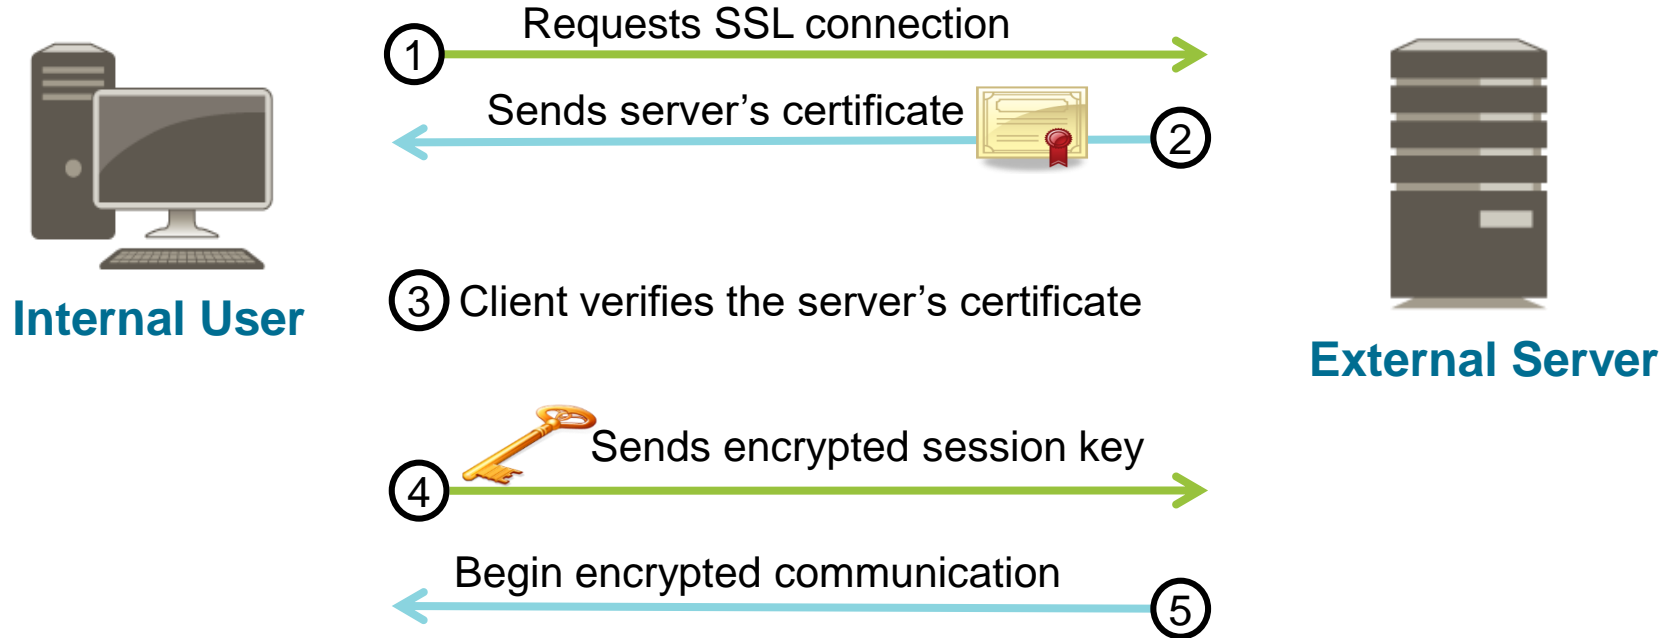 1
Requests SSL connection
Sends server’s certificate
2
3 Client verifies the server’s certificate
Internal User
External Server
Sends encrypted session key
4
Begin encrypted communication
5